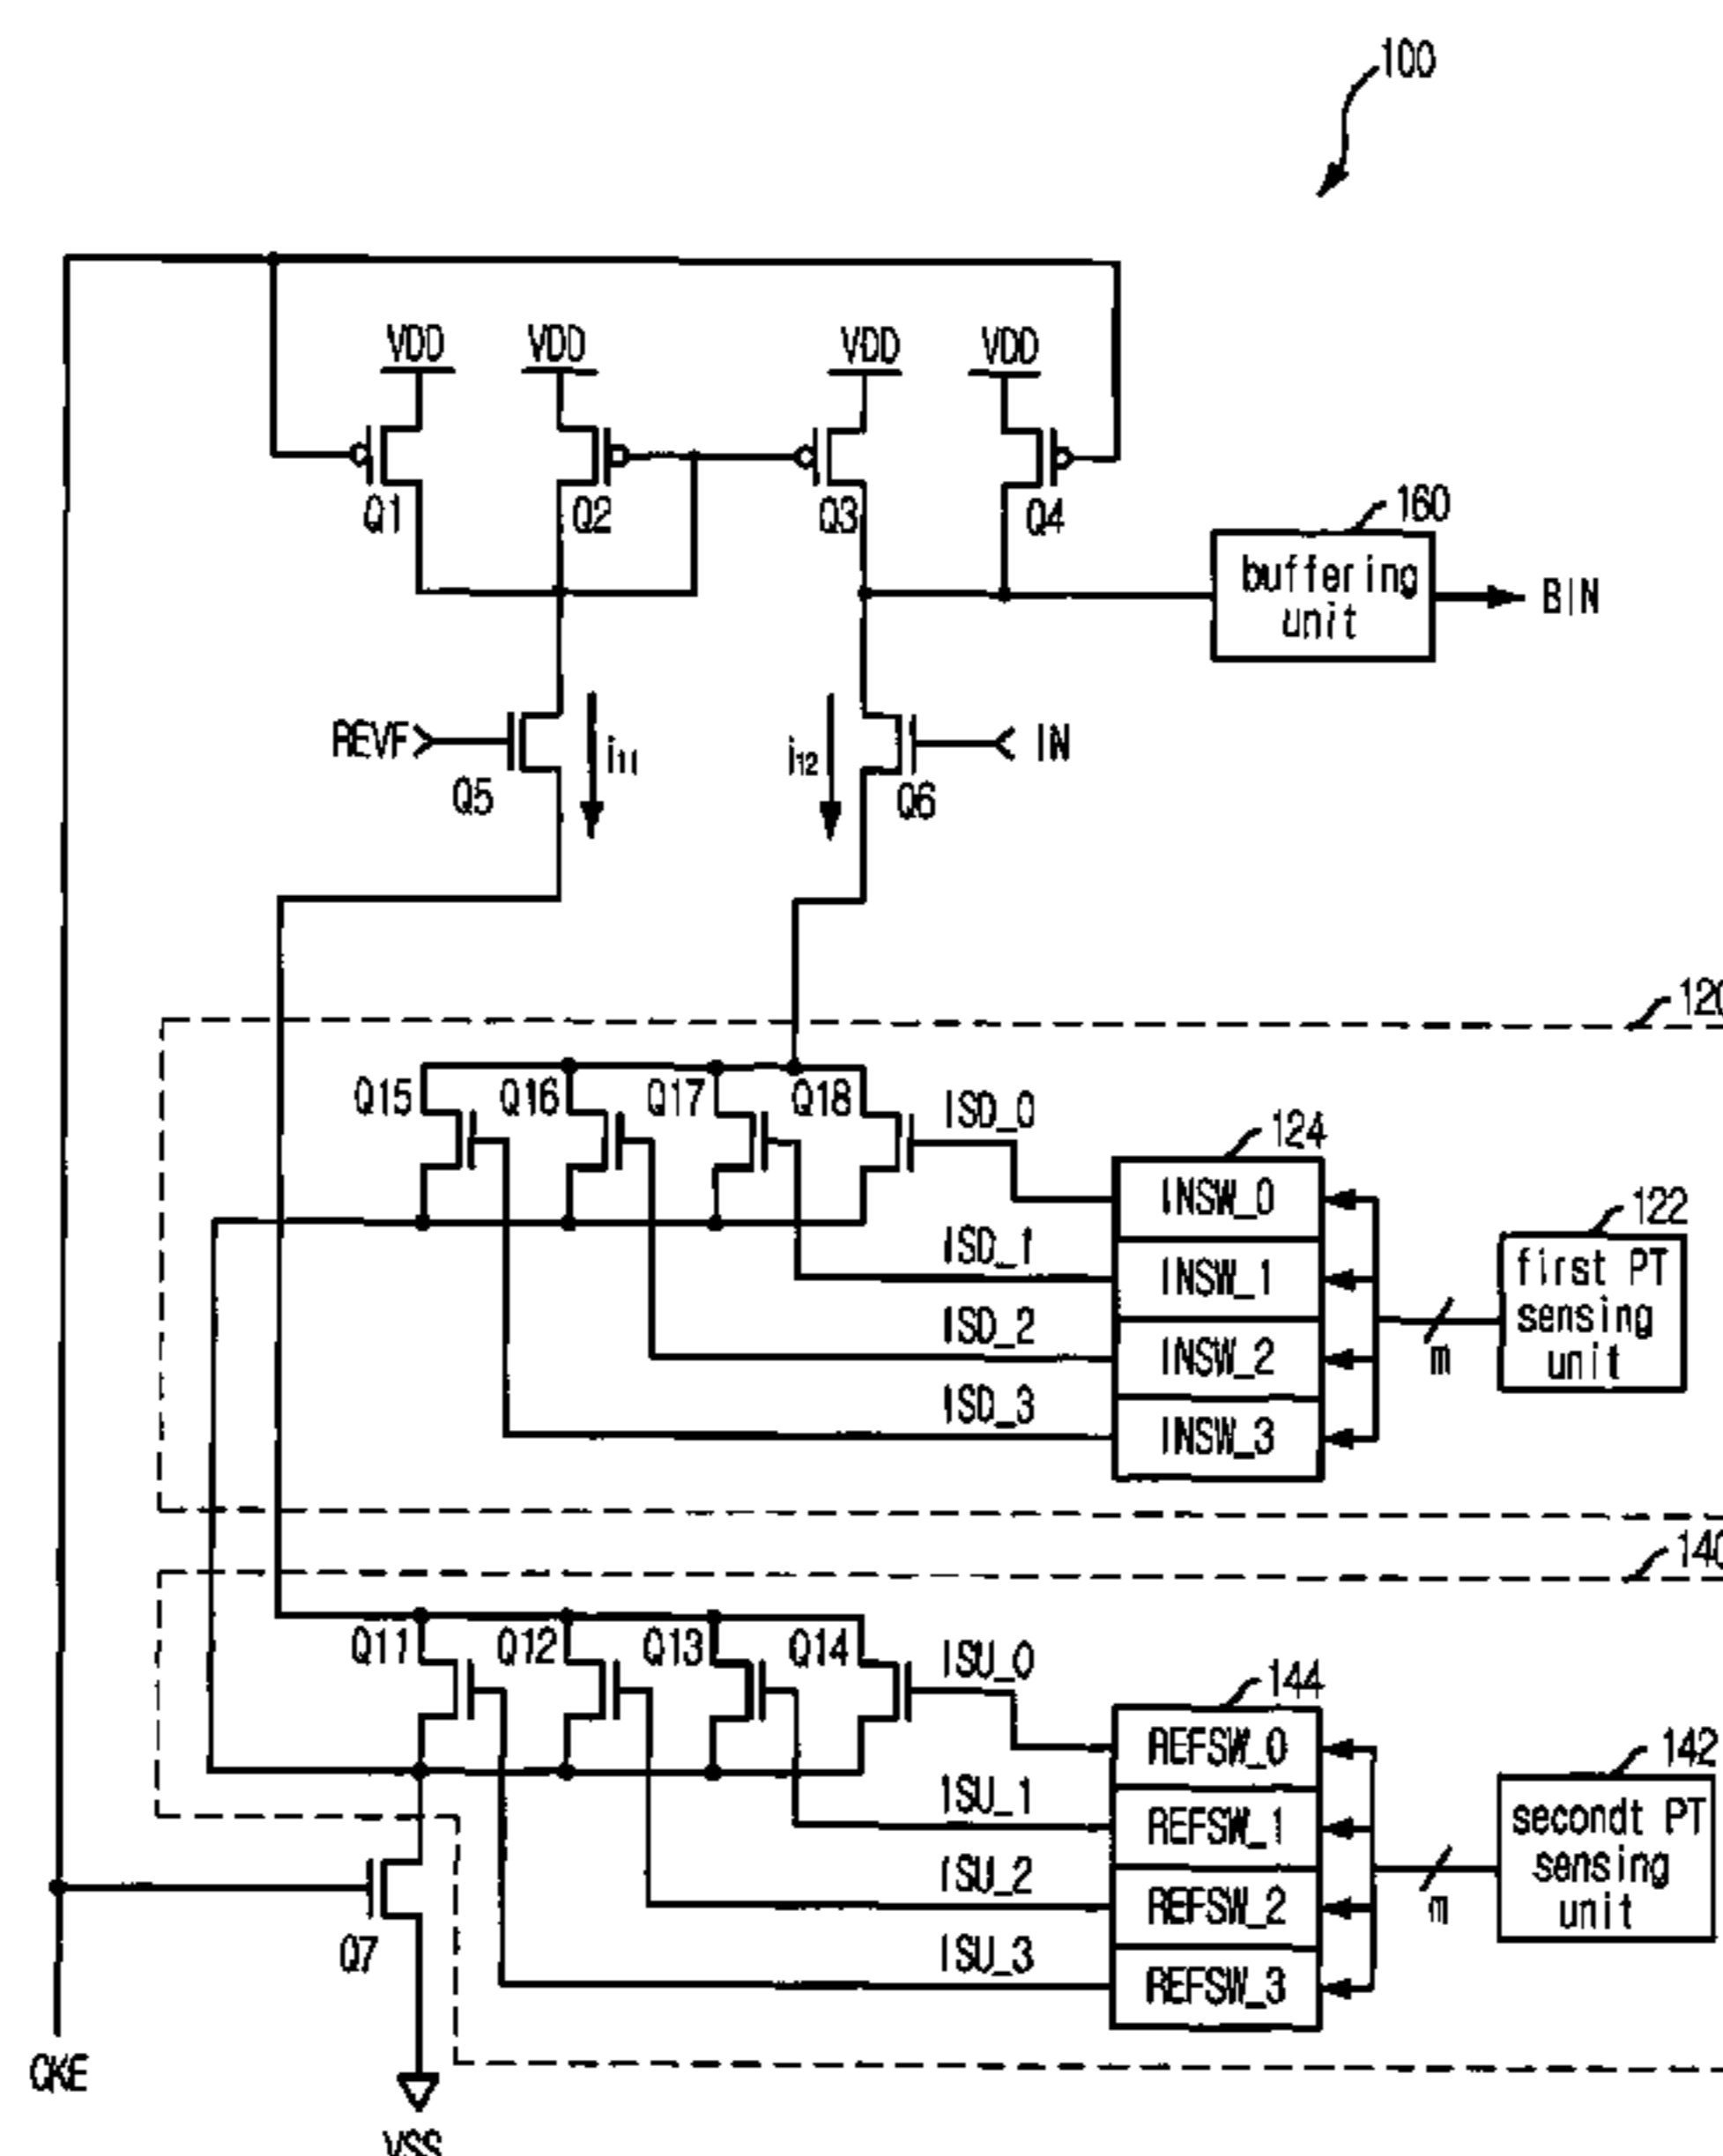 100
VDD VDD VDD VDD
Q1 Q2 Q3 Q4
160
buffering
unit
BIN
REVF
i11
i12
IN
Q5 Q6
120
Q15 Q16 Q17 Q18
ISD_0
124
INSW_0
122
first PT
sensing
unit
ISD_1
INSW_1
ISD_2
INSW_2
m
ISD_3
INSW_3
140
Q11 Q12 Q13 Q14
ISU_0
144
REFSW_0
142
secondt PT
sensing
unit
ISU_1
REFSW_1
ISU_2
REFSW_2
m
Q7
ISU_3
REFSW_3
CKE
VSS